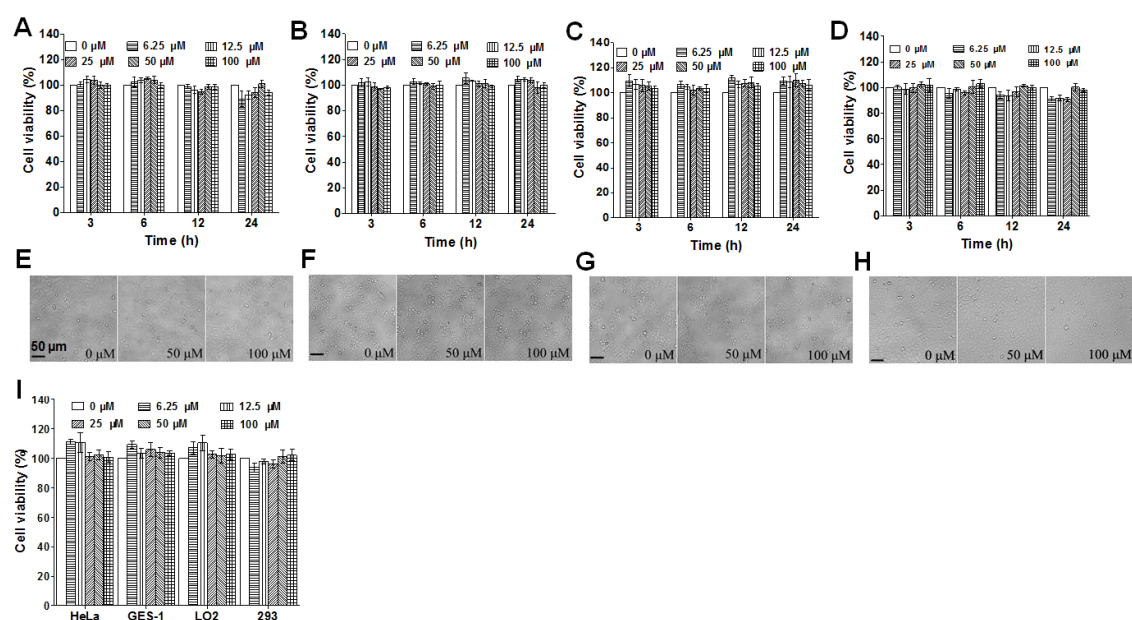 A
140
120
100
80
60
40
20
0
Cell viability (%)
0 µM 6.25 µM 12.5 µM
25 µM 50 µM 100 µM
3 6 12 24
Time (h)
B
140
120
100
80
60
40
20
0
Cell viability (%)
0 µM 6.25 µM 12.5 µM
25 µM 50 µM 100 µM
3 6 12 24
Time (h)
C
140
120
100
80
60
40
20
0
Cell viability (%)
0 µM 6.25 µM 12.5 µM
25 µM 50 µM 100 µM
3 6 12 24
Time (h)
D
140
120
100
80
60
40
20
0
Cell viability (%)
0 µM 6.25 µM 12.5 µM
25 µM 50 µM 100 µM
3 6 12 24
Time (h)
E
50 µm
0 µM 50 µM 100 µM
F
0 µM 50 µM 100 µM
G
0 µM 50 µM 100 µM
H
0 µM 50 µM 100 µM
I
140
120
100
80
60
40
20
0
Cell viability (%)
0 µM 6.25 µM 12.5 µM
25 µM 50 µM 100 µM
HeLa GES-1 LO2 293